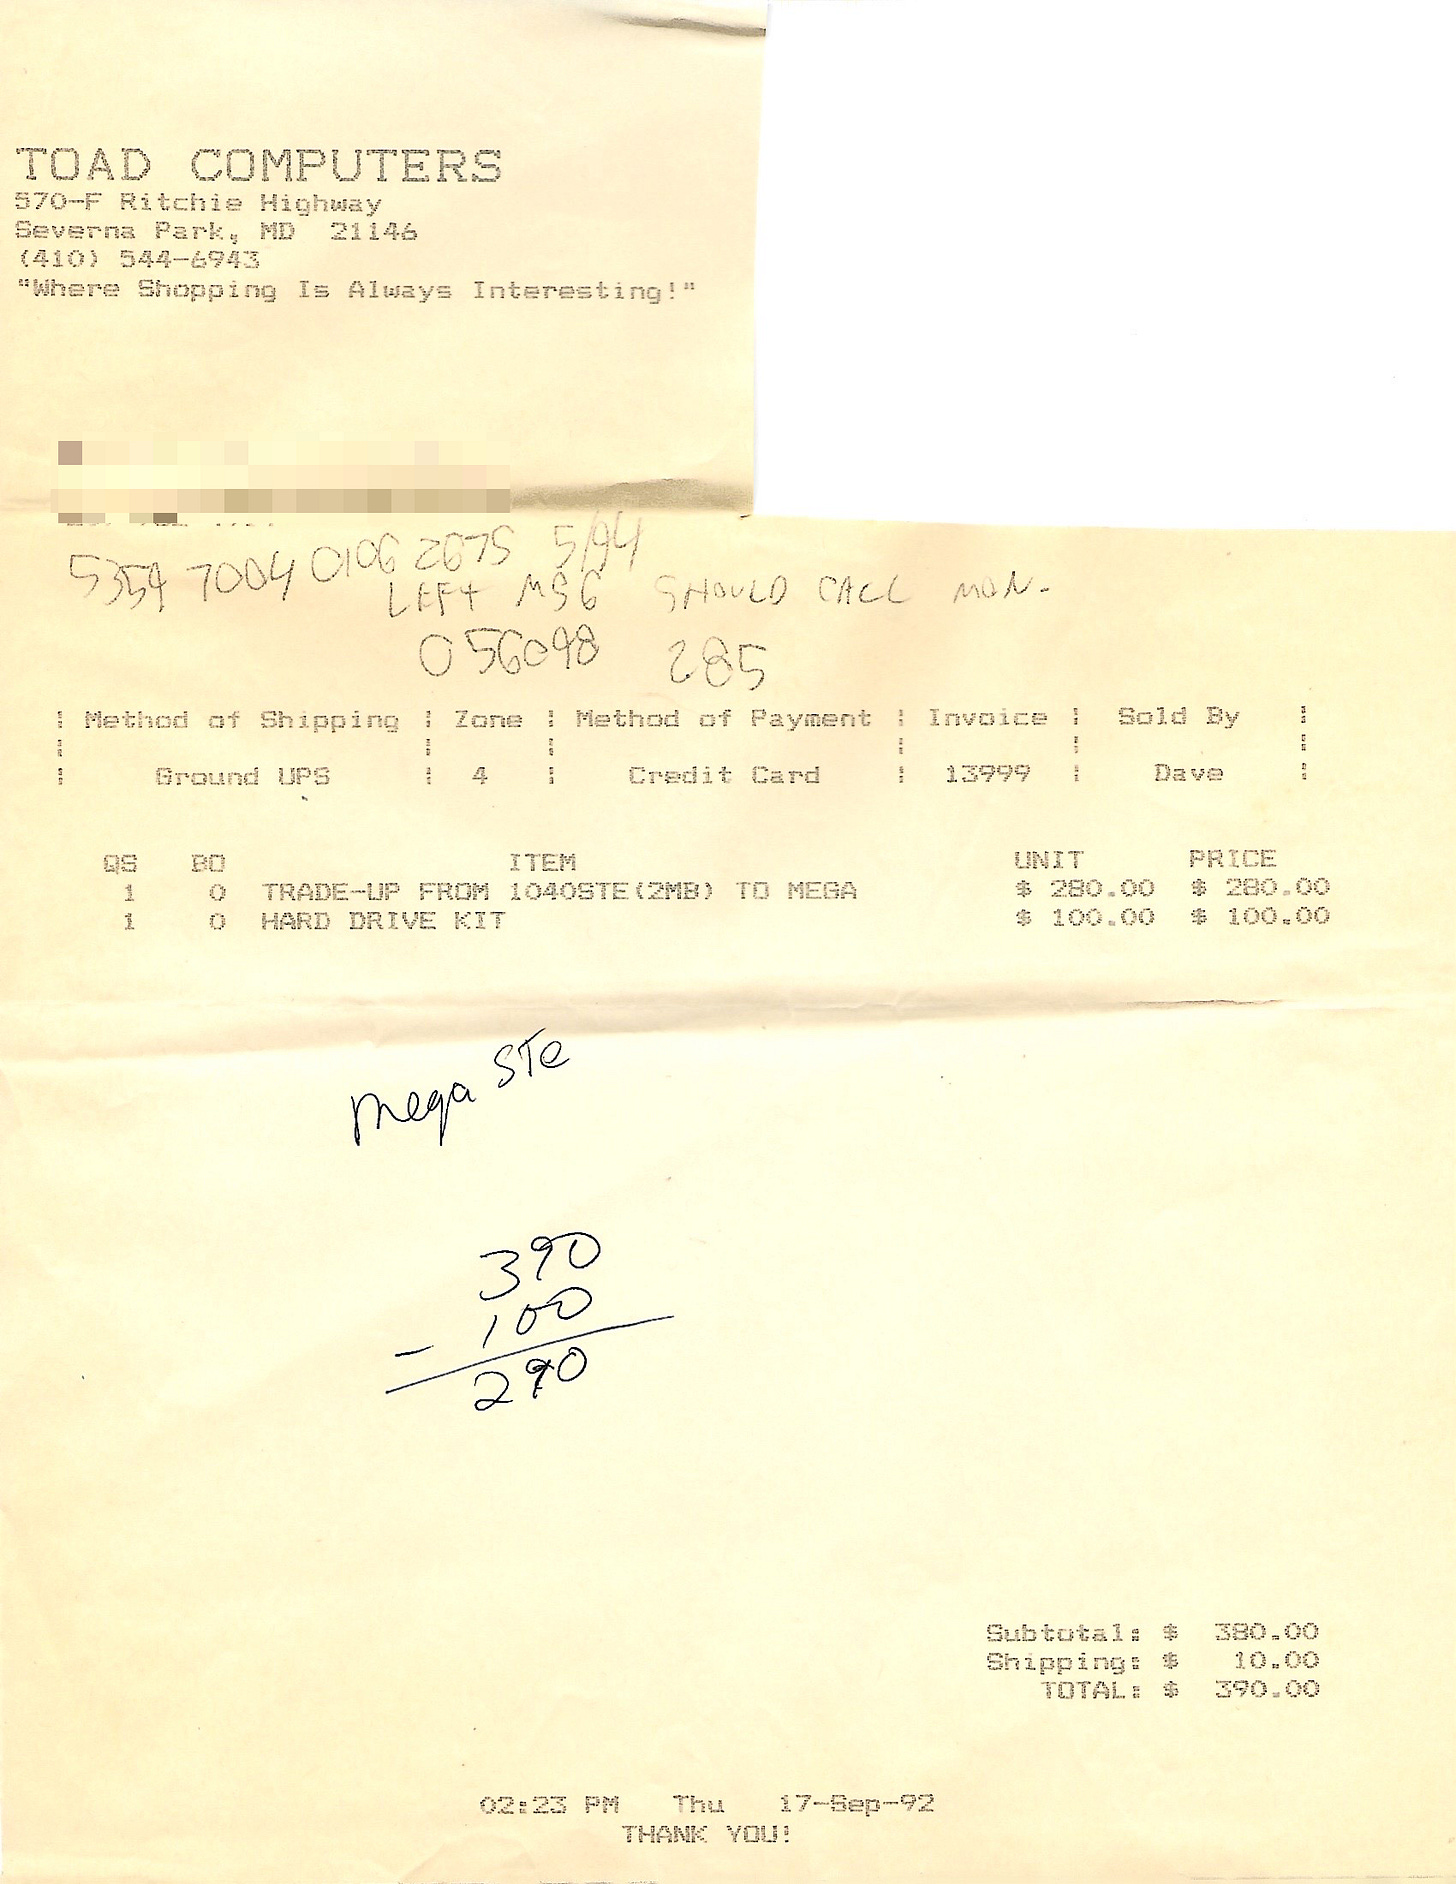 TOAD COMPUTERS
570-F Ritchie Highway
Severna Park, MD 21146
(410) 544-6943
"Where Shopping Is Always Interesting!"
5354 7004 0106 2675 5/94
LEFT MSG SHOULD CALL MON.
056098 285
| Method of Shipping | Zone | Method of Payment | Invoice | Sold By |
| Ground UPS | 4 | Credit Card | 13999 | Dave |
QS BO ITEM UNIT PRICE
1 0 TRADE-UP FROM 1040STE(2MB) TO MEGA $ 280.00 $ 280.00
1 0 HARD DRIVE KIT $ 100.00 $ 100.00
Mega STe
390
- 100
290
Subtotal: $ 380.00
Shipping: $ 10.00
TOTAL: $ 390.00
02:23 PM Thu 17-Sep-92
THANK YOU!